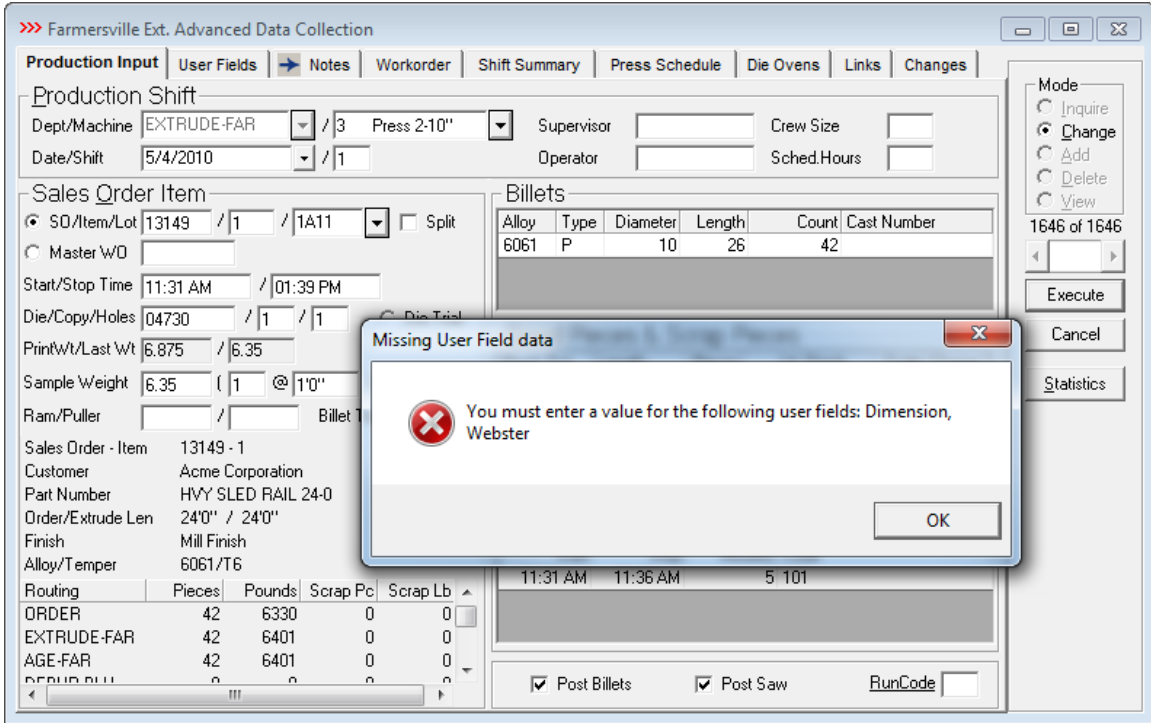 >>> Farmersville Ext. Advanced Data Collection
Production Input User Fields Notes Workorder Shift Summary Press Schedule Die Ovens Links Changes
Production Shift
Dept/Machine EXTRUDE-FAR / 3 Press 2-10" Supervisor Crew Size
Date/Shift 5/4/2010 / 1 Operator Sched.Hours
Mode
Inquire
Change
Add
Delete
View
1646 of 1646
Execute
Cancel
Statistics
Sales Order Item
SO/Item/Lot 13149 / 1 / 1A11 Split
Master WO
Start/Stop Time 11:31 AM / 01:39 PM
Die/Copy/Holes 04730 / 1 / 1 Die Trial
PrintWt/Last Wt 6.875 / 6.35
Sample Weight 6.35 ( 1 @ 1'0"
Ram/Puller / Billet
Sales Order - Item 13149 - 1
Customer Acme Corporation
Part Number HVY SLED RAIL 24-0
Order/Extrude Len 24'0" / 24'0"
Finish Mill Finish
Alloy/Temper 6061/T6
Routing Pieces Pounds Scrap Pc Scrap Lb
ORDER 42 6330 0 0
EXTRUDE-FAR 42 6401 0 0
AGE-FAR 42 6401 0 0
Billets
Alloy Type Diameter Length Count Cast Number
6061 P 10 26 42
Pieces & Scrap Pieces
Missing User Field data
You must enter a value for the following user fields: Dimension,
Webster
OK
11:31 AM 11:36 AM 5 101
Post Billets Post Saw RunCode